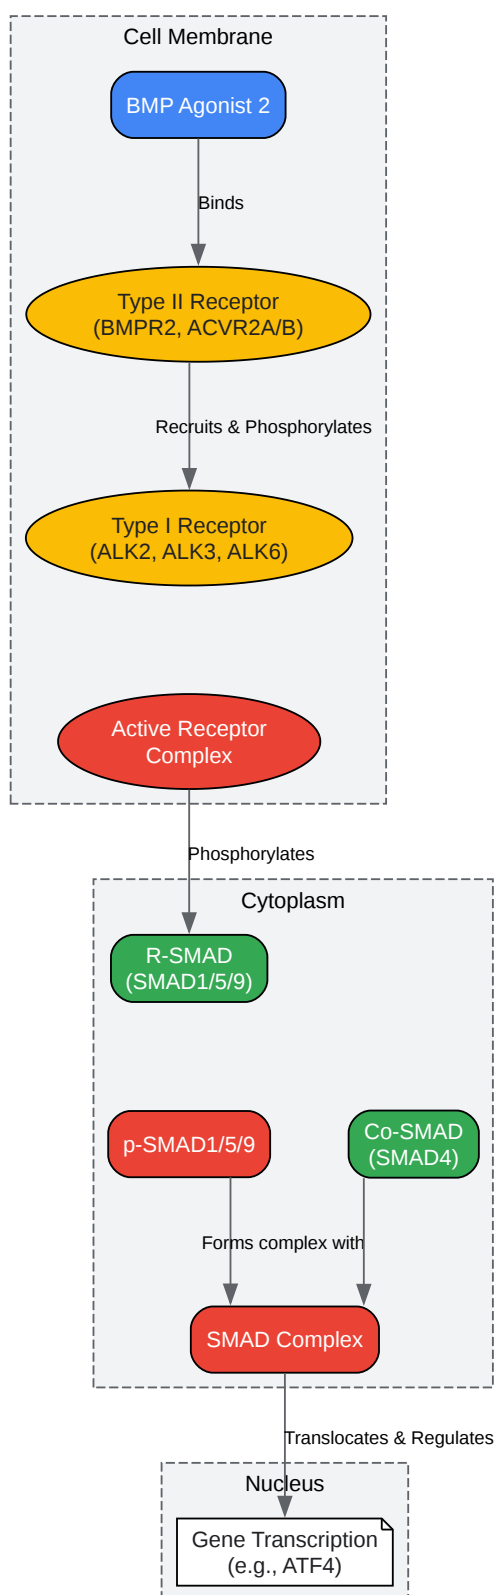 Cell Membrane
BMP Agonist 2
Binds
Type II Receptor
(BMPR2, ACVR2A/B)
Recruits & Phosphorylates
Type I Receptor
(ALK2, ALK3, ALK6)
Active Receptor
Complex
Phosphorylates
Cytoplasm
R-SMAD
(SMAD1/5/9)
p-SMAD1/5/9
Co-SMAD
(SMAD4)
Forms complex with
SMAD Complex
Translocates & Regulates
Nucleus
Gene Transcription
(e.g., ATF4)